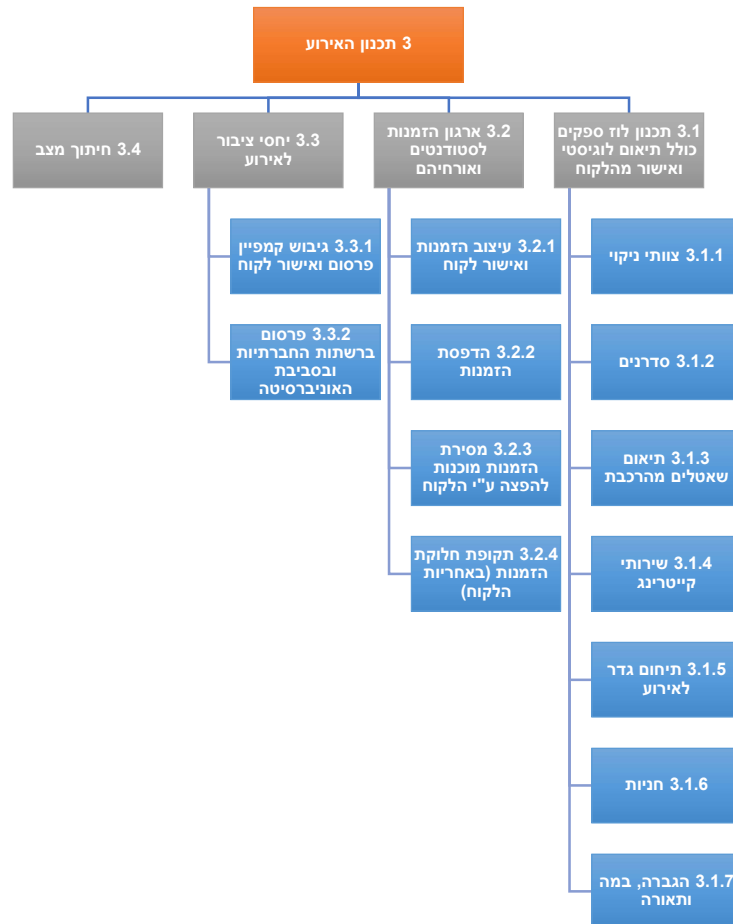 3 תכנון האירוע
3.1 תכנון לוז ספקים
כולל תיאום לוגיסטי
ואישור מהלקוח
3.2 ארגון הזמנות
לסטודנטים
ואורחיהם
3.3 יחסי ציבור
לאירוע
3.4 חיתוך מצב
3.1.1 צוותי ניקוי
3.1.2 סדרנים
3.1.3 תיאום
שאטלים מהרכבת
3.1.4 שירותי
קייטרינג
3.1.5 תיחום גדר
לאירוע
3.1.6 חניות
3.1.7 הגברה, במה
ותאורה
3.2.1 עיצוב הזמנות
ואישור לקוח
3.2.2 הדפסת
הזמנות
3.2.3 מסירת
הזמנות מוכנות
להפצה ע"י הלקוח
3.2.4 תקופת חלוקת
הזמנות (באחריות
הלקוח)
3.3.1 גיבוש קמפיין
פרסום ואישור לקוח
3.3.2 פרסום
ברשתות החברתיות
ובסביבת
האוניברסיטה